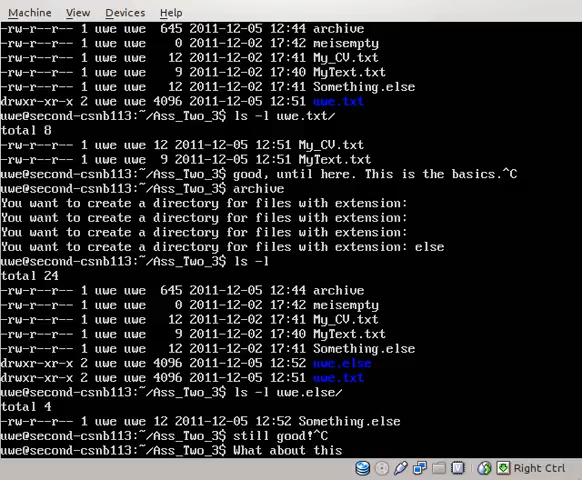 Machine View Devices Help
-rw-r--r-- 1 uwe uwe 645 2011-12-05 12:44 archive
-rw-r--r-- 1 uwe uwe 0 2011-12-02 17:42 meisempty
-rw-r--r-- 1 uwe uwe 12 2011-12-02 17:41 My_CV.txt
-rw-r--r-- 1 uwe uwe 9 2011-12-02 17:40 MyText.txt
-rw-r--r-- 1 uwe uwe 12 2011-12-02 17:41 Something.else
drwxr-xr-x 2 uwe uwe 4096 2011-12-05 12:51 uwe.txt
uwe@second-csnb113:~/Ass_Two_3$ ls -l uwe.txt/
total 8
-rw-r--r-- 1 uwe uwe 12 2011-12-05 12:51 My_CV.txt
-rw-r--r-- 1 uwe uwe 9 2011-12-05 12:51 MyText.txt
uwe@second-csnb113:~/Ass_Two_3$ good, until here. This is the basics.^C
uwe@second-csnb113:~/Ass_Two_3$ archive
You want to create a directory for files with extension:
You want to create a directory for files with extension:
You want to create a directory for files with extension:
You want to create a directory for files with extension: else
uwe@second-csnb113:~/Ass_Two_3$ ls -l
total 24
-rw-r--r-- 1 uwe uwe 645 2011-12-05 12:44 archive
-rw-r--r-- 1 uwe uwe 0 2011-12-02 17:42 meisempty
-rw-r--r-- 1 uwe uwe 12 2011-12-02 17:41 My_CV.txt
-rw-r--r-- 1 uwe uwe 9 2011-12-02 17:40 MyText.txt
-rw-r--r-- 1 uwe uwe 12 2011-12-02 17:41 Something.else
drwxr-xr-x 2 uwe uwe 4096 2011-12-05 12:52 uwe.else
drwxr-xr-x 2 uwe uwe 4096 2011-12-05 12:51 uwe.txt
uwe@second-csnb113:~/Ass_Two_3$ ls -l uwe.else/
total 4
-rw-r--r-- 1 uwe uwe 12 2011-12-05 12:52 Something.else
uwe@second-csnb113:~/Ass_Two_3$ still good!^C
uwe@second-csnb113:~/Ass_Two_3$ What about this
Right Ctrl